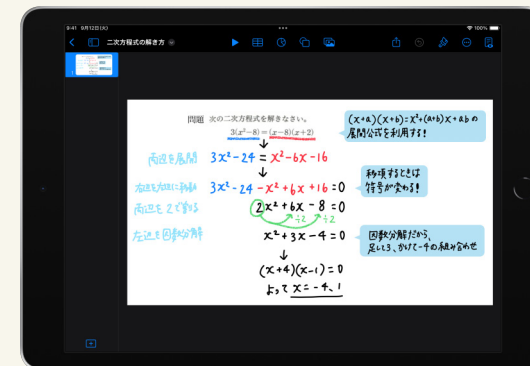 9:41 9月12日(火)
100%
二次方程式の解き方
問題 次の二次方程式を解きなさい。
3(x²−8)=(x−8)(x+2)
(x+a)(x+b)=x²+(a+b)x+abの
展開公式を利用する!
両辺を展開 3x²−24=x²−6x−16
移項するときは
符号が変わる!
右辺を左辺に移動 3x²−24−x²+6x+16=0
両辺を2で割る 2x²+6x−8=0
÷2 ÷2
左辺を因数分解 x²+3x−4=0
因数分解だから、
足して3、かけて−4の組み合わせ
(x+4)(x−1)=0
よって x=−4、1